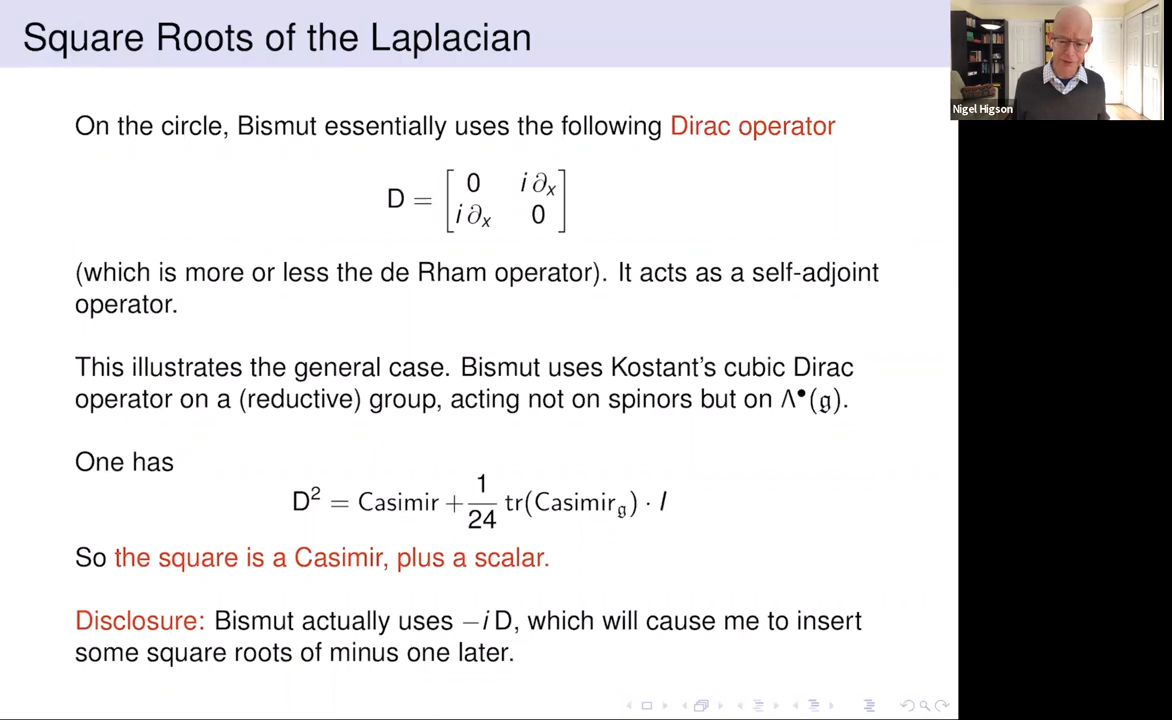 Square Roots of the Laplacian
Nigel Higson
On the circle, Bismut essentially uses the following Dirac operator
D = [ 0 i ∂x
i ∂x 0 ]
(which is more or less the de Rham operator). It acts as a self-adjoint
operator.
This illustrates the general case. Bismut uses Kostant's cubic Dirac
operator on a (reductive) group, acting not on spinors but on Λ•(𝔤).
One has
D² = Casimir + 1/24 tr(Casimir_𝔤) · I
So the square is a Casimir, plus a scalar.
Disclosure: Bismut actually uses −i D, which will cause me to insert
some square roots of minus one later.